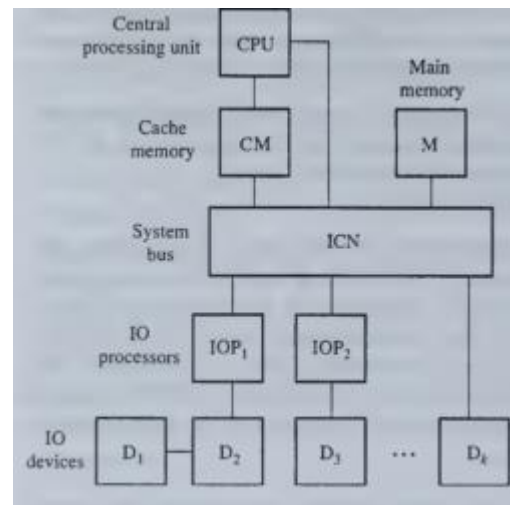 Central
processing unit
CPU
Main
memory
Cache
memory
CM
M
System
bus
ICN
IO
processors
IOP1
IOP2
IO
devices
D1
D2
D3
...
Dk